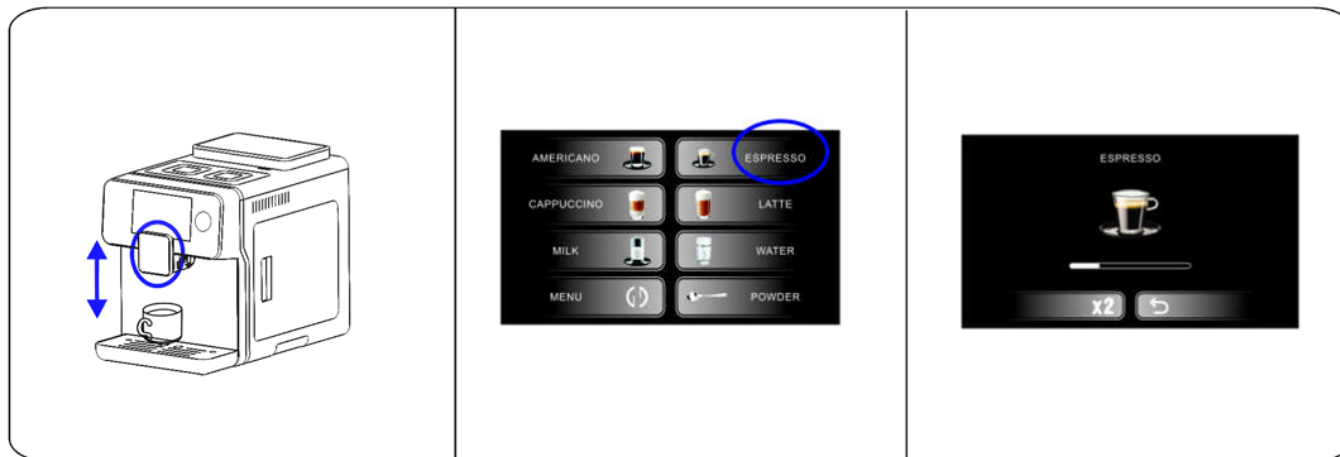 AMERICANO
ESPRESSO
CAPPUCCINO
LATTE
MILK
WATER
MENU
POWDER
ESPRESSO
x2